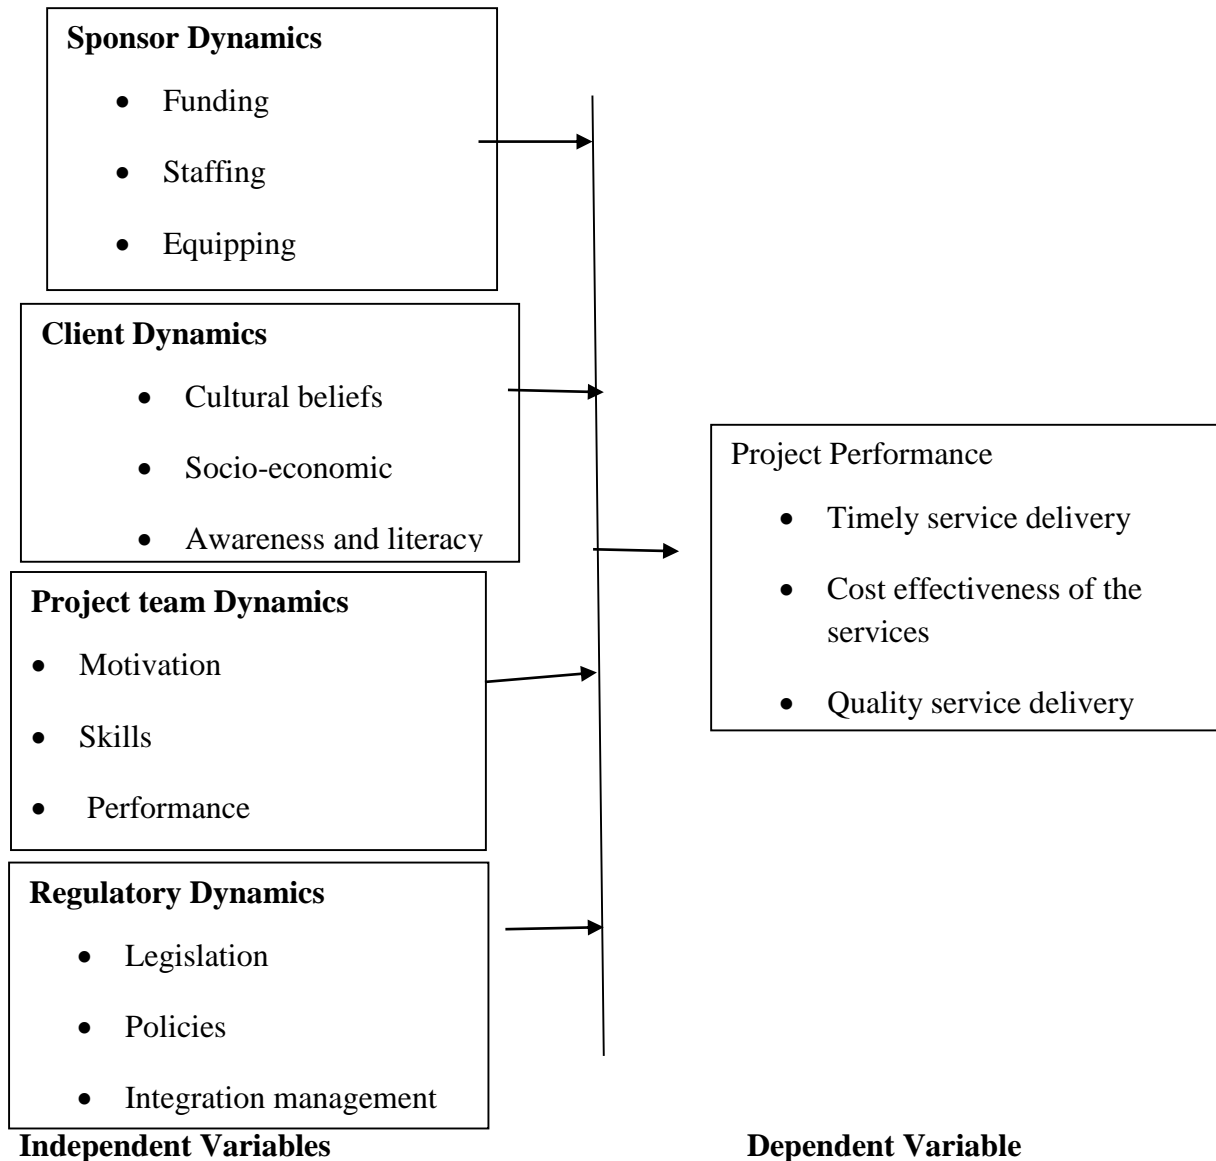 Sponsor Dynamics
• Funding
• Staffing
• Equipping
Client Dynamics
• Cultural beliefs
• Socio-economic
• Awareness and literacy
Project team Dynamics
• Motivation
• Skills
• Performance
Regulatory Dynamics
• Legislation
• Policies
• Integration management
Independent Variables
Project Performance
• Timely service delivery
• Cost effectiveness of the
services
• Quality service delivery
Dependent Variable